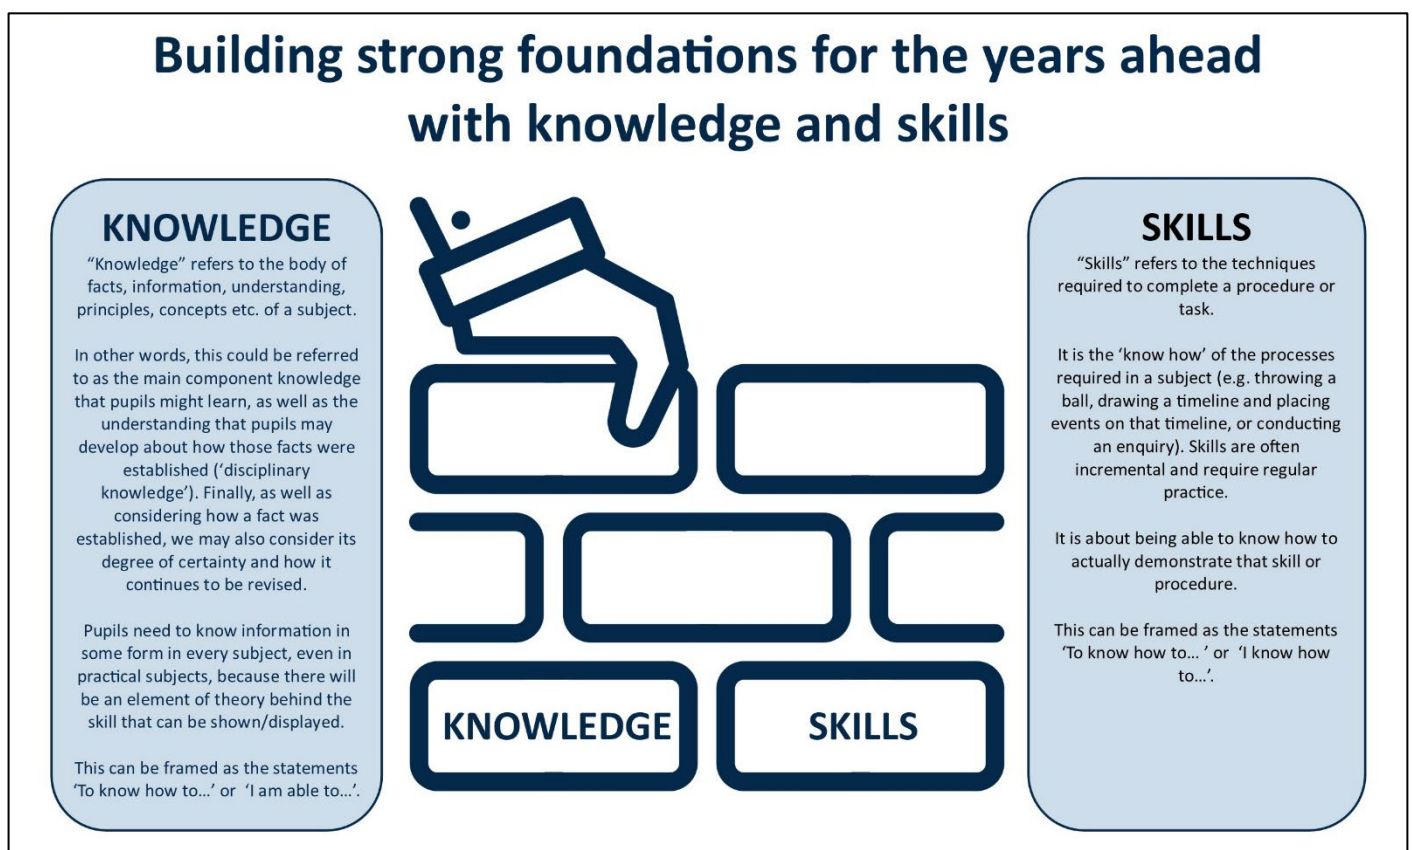 Building strong foundations for the years ahead
with knowledge and skills
KNOWLEDGE
“Knowledge” refers to the body of
facts, information, understanding,
principles, concepts etc. of a subject.
In other words, this could be referred
to as the main component knowledge
that pupils might learn, as well as the
understanding that pupils may
develop about how those facts were
established (‘disciplinary
knowledge’). Finally, as well as
considering how a fact was
established, we may also consider its
degree of certainty and how it
continues to be revised.
Pupils need to know information in
some form in every subject, even in
practical subjects, because there will
be an element of theory behind the
skill that can be shown/displayed.
This can be framed as the statements
‘To know how to…’ or ‘I am able to…’.
KNOWLEDGE
SKILLS
SKILLS
“Skills” refers to the techniques
required to complete a procedure or
task.
It is the ‘know how’ of the processes
required in a subject (e.g. throwing a
ball, drawing a timeline and placing
events on that timeline, or conducting
an enquiry). Skills are often
incremental and require regular
practice.
It is about being able to know how to
actually demonstrate that skill or
procedure.
This can be framed as the statements
‘To know how to… ’ or ‘I know how
to…’.